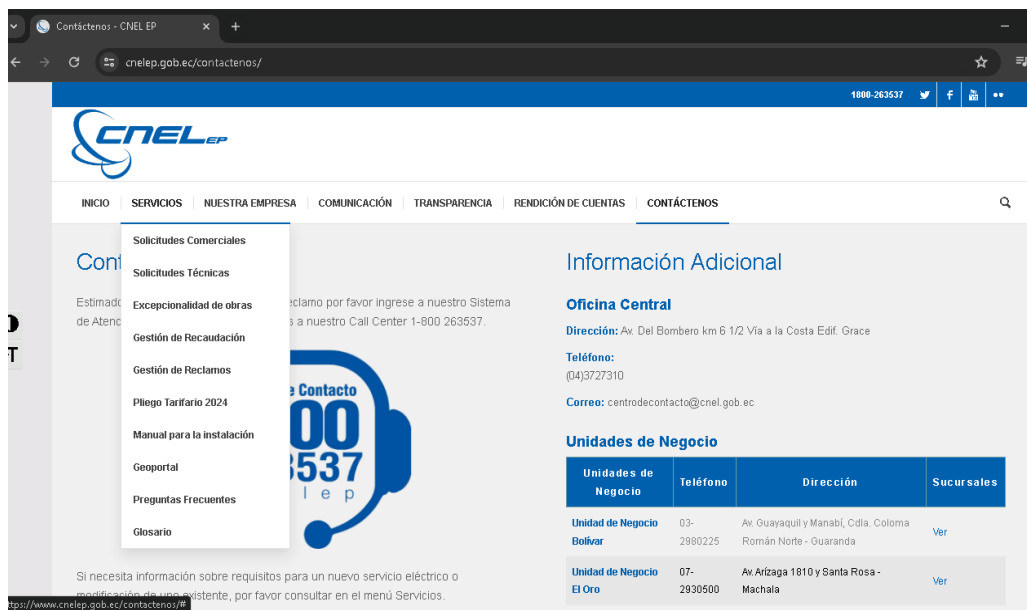 Contáctenos - CNEL EP
cnelep.gob.ec/contactenos/
1800-263537
CNEL EP
INICIO SERVICIOS NUESTRA EMPRESA COMUNICACIÓN TRANSPARENCIA RENDICIÓN DE CUENTAS CONTÁCTENOS
Solicitudes Comerciales
Solicitudes Técnicas
Excepcionalidad de obras
Gestión de Recaudación
Gestión de Reclamos
Pliego Tarifario 2024
Manual para la instalación
Geoportal
Preguntas Frecuentes
Glosario
Cont
Estimado eclamo por favor ingrese a nuestro Sistema
de Atenc s a nuestro Call Center 1-800 263537.
e Contacto
00
3537
l e p
Si necesita información sobre requisitos para un nuevo servicio eléctrico o
modificación de uno existente, por favor consultar en el menú Servicios.
Información Adicional
Oficina Central
Dirección: Av. Del Bombero km 6 1/2 Vía a la Costa Edif. Grace
Teléfono:
(04)3727310
Correo: centrodecontacto@cnel.gob.ec
Unidades de Negocio
Unidades de Negocio Teléfono Dirección Sucursales
Unidad de Negocio Bolívar 03-2980225 Av. Guayaquil y Manabí, Cdla. Coloma Román Norte - Guaranda Ver
Unidad de Negocio El Oro 07-2930500 Av. Arízaga 1810 y Santa Rosa - Machala Ver
ttps://www.cnelep.gob.ec/contactenos/#